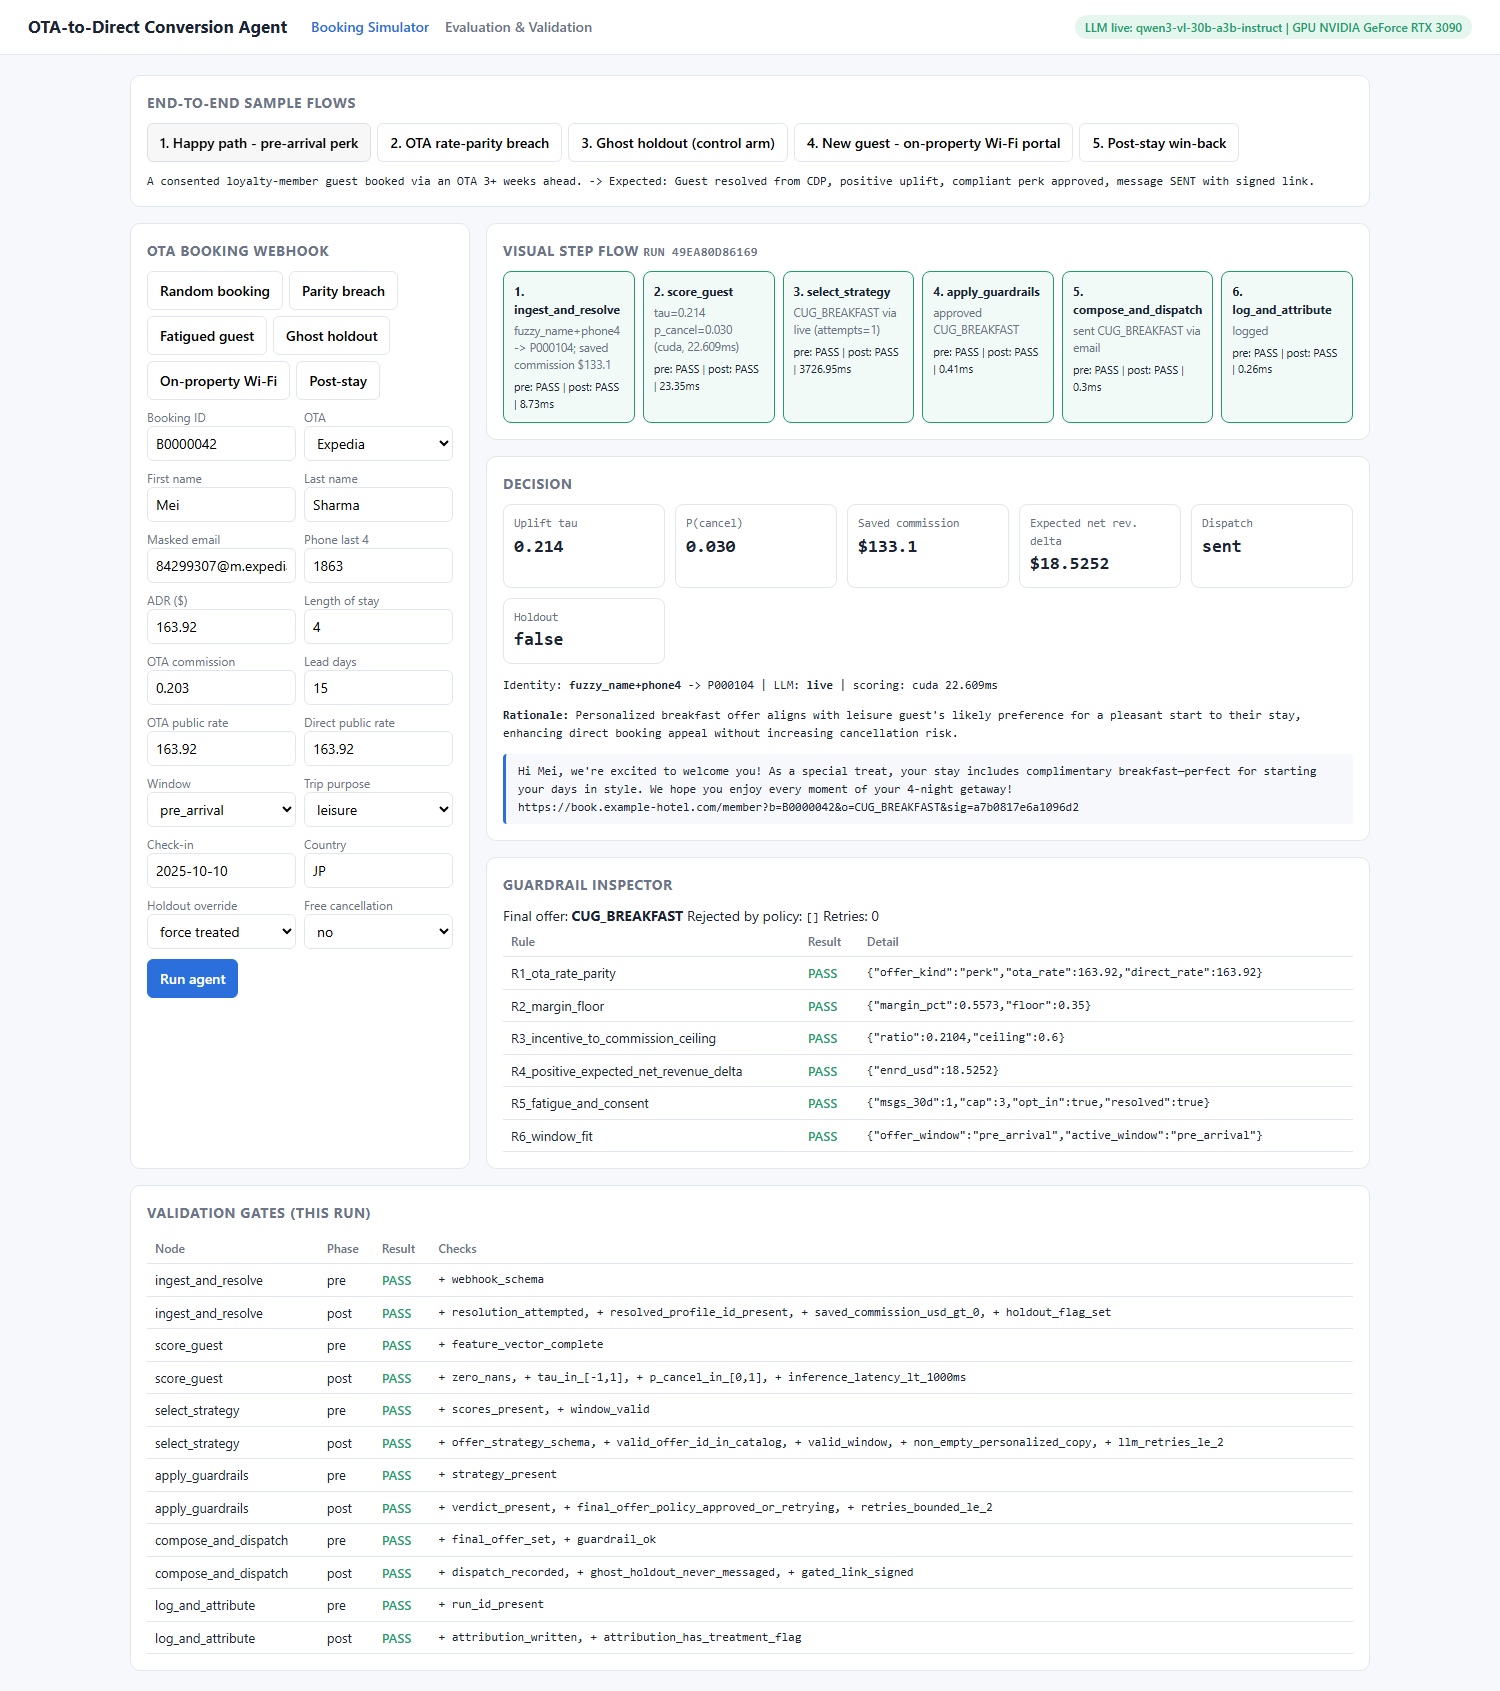 OTA-to-Direct Conversion Agent
Booking Simulator
Evaluation & Validation
LLM live: qwen3-vl-30b-a3b-instruct | GPU NVIDIA GeForce RTX 3090
END-TO-END SAMPLE FLOWS
1. Happy path - pre-arrival perk
2. OTA rate-parity breach
3. Ghost holdout (control arm)
4. New guest - on-property Wi-Fi portal
5. Post-stay win-back
A consented loyalty-member guest booked via an OTA 3+ weeks ahead. -> Expected: Guest resolved from CDP, positive uplift, compliant perk approved, message SENT with signed link.
OTA BOOKING WEBHOOK
Random booking
Parity breach
Fatigued guest
Ghost holdout
On-property Wi-Fi
Post-stay
Booking ID
OTA
B0000042
Expedia
First name
Last name
Mei
Sharma
Masked email
Phone last 4
84299307@m.expedi
1863
ADR ($)
Length of stay
163.92
4
OTA commission
Lead days
0.203
15
OTA public rate
Direct public rate
163.92
163.92
Window
Trip purpose
pre_arrival
leisure
Check-in
Country
2025-10-10
JP
Holdout override
Free cancellation
force treated
no
Run agent
VISUAL STEP FLOW RUN 49EA80D86169
1.
ingest_and_resolve
fuzzy_name+phone4
-> P000104; saved
commission $133.1
pre: PASS | post: PASS
| 8.73ms
2. score_guest
tau=0.214
p_cancel=0.030
(cuda, 22.609ms)
pre: PASS | post: PASS
| 23.35ms
3. select_strategy
CUG_BREAKFAST via
live (attempts=1)
pre: PASS | post: PASS
| 3726.95ms
4. apply_guardrails
approved
CUG_BREAKFAST
pre: PASS | post: PASS
| 0.41ms
5.
compose_and_dispatch
sent CUG_BREAKFAST via
email
pre: PASS | post: PASS |
0.3ms
6.
log_and_attribute
logged
pre: PASS | post: PASS
| 0.26ms
DECISION
Uplift tau
0.214
P(cancel)
0.030
Saved commission
$133.1
Expected net rev.
delta
$18.5252
Dispatch
sent
Holdout
false
Identity: fuzzy_name+phone4 -> P000104 | LLM: live | scoring: cuda 22.609ms
Rationale: Personalized breakfast offer aligns with leisure guest's likely preference for a pleasant start to their stay,
enhancing direct booking appeal without increasing cancellation risk.
Hi Mei, we're excited to welcome you! As a special treat, your stay includes complimentary breakfast—perfect for starting
your days in style. We hope you enjoy every moment of your 4-night getaway!
https://book.example-hotel.com/member?b=B0000042&o=CUG_BREAKFAST&sig=a7b0817e6a1096d2
GUARDRAIL INSPECTOR
Final offer: CUG_BREAKFAST Rejected by policy: [] Retries: 0
Rule Result Detail
R1_ota_rate_parity PASS {"offer_kind":"perk","ota_rate":163.92,"direct_rate":163.92}
R2_margin_floor PASS {"margin_pct":0.5573,"floor":0.35}
R3_incentive_to_commission_ceiling PASS {"ratio":0.2104,"ceiling":0.6}
R4_positive_expected_net_revenue_delta PASS {"enrd_usd":18.5252}
R5_fatigue_and_consent PASS {"msgs_30d":1,"cap":3,"opt_in":true,"resolved":true}
R6_window_fit PASS {"offer_window":"pre_arrival","active_window":"pre_arrival"}
VALIDATION GATES (THIS RUN)
Node Phase Result Checks
ingest_and_resolve pre PASS + webhook_schema
ingest_and_resolve post PASS + resolution_attempted, + resolved_profile_id_present, + saved_commission_usd_gt_0, + holdout_flag_set
score_guest pre PASS + feature_vector_complete
score_guest post PASS + zero_nans, + tau_in_[-1,1], + p_cancel_in_[0,1], + inference_latency_lt_1000ms
select_strategy pre PASS + scores_present, + window_valid
select_strategy post PASS + offer_strategy_schema, + valid_offer_id_in_catalog, + valid_window, + non_empty_personalized_copy, + llm_retries_le_2
apply_guardrails pre PASS + strategy_present
apply_guardrails post PASS + verdict_present, + final_offer_policy_approved_or_retrying, + retries_bounded_le_2
compose_and_dispatch pre PASS + final_offer_set, + guardrail_ok
compose_and_dispatch post PASS + dispatch_recorded, + ghost_holdout_never_messaged, + gated_link_signed
log_and_attribute pre PASS + run_id_present
log_and_attribute post PASS + attribution_written, + attribution_has_treatment_flag